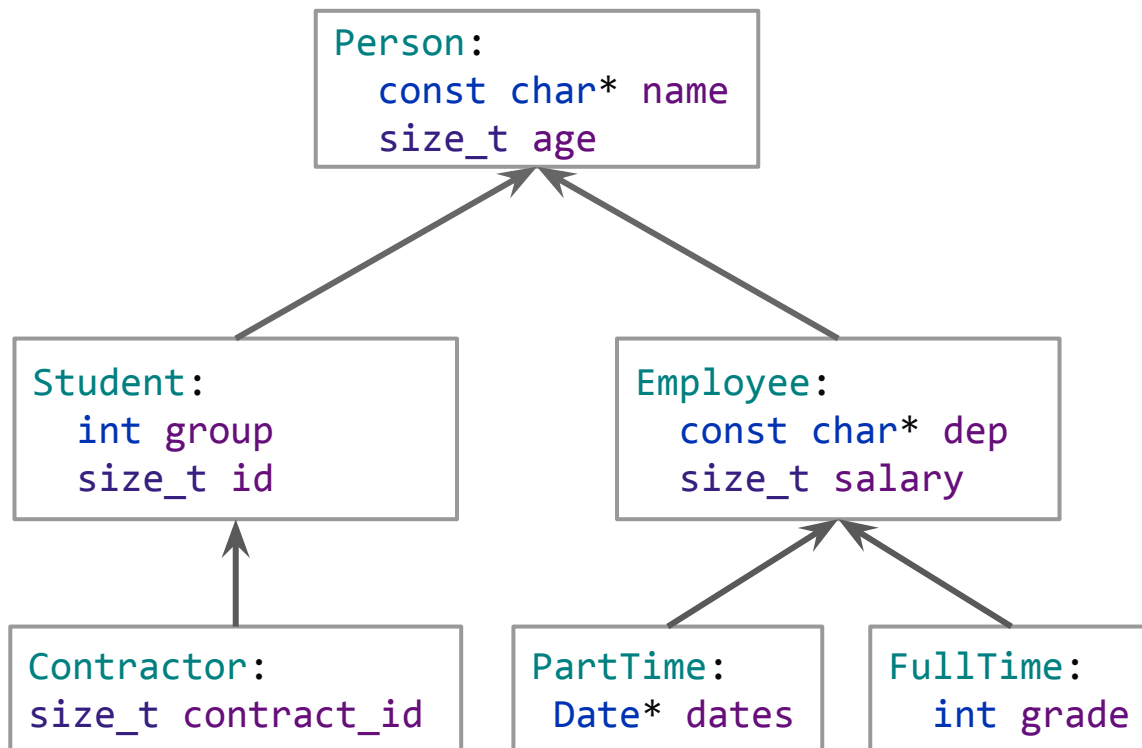 Person:
const char* name
size_t age
Student:
int group
size_t id
Employee:
const char* dep
size_t salary
Contractor:
size_t contract_id
PartTime:
Date* dates
FullTime:
int grade